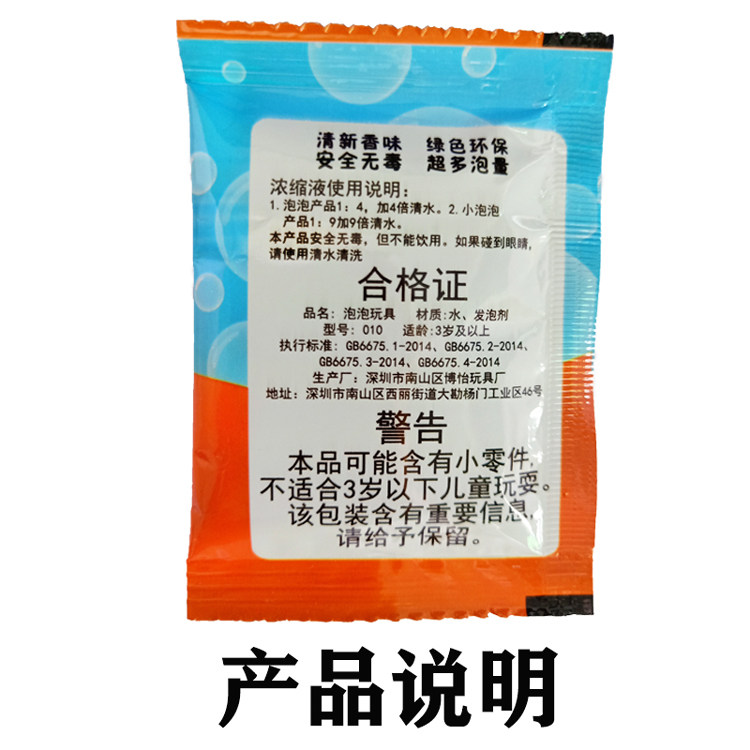 清新香味 绿色环保
安全无毒 超多泡量
浓缩液使用说明：
1. 泡泡产品1：4，加4倍清水。2. 小泡泡
产品1：9加9倍清水。
本产品安全无毒，但不能饮用。如果碰到眼睛，
请使用清水清洗
合格证
品名：泡泡玩具 材质：水、发泡剂
型号：010 适龄：3岁及以上
执行标准：GB6675.1-2014、GB6675.2-2014、
GB6675.3-2014、GB6675.4-2014
生产厂：深圳市南山区博怡玩具厂
地址：深圳市南山区西丽街道大勘杨门工业区46号
警告
本品可能含有小零件，
不适合3岁以下儿童玩耍。
该包装含有重要信息，
请给予保留。
产品说明